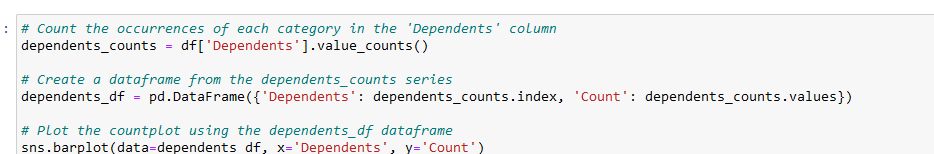 : # Count the occurrences of each category in the 'Dependents' column
dependents_counts = df['Dependents'].value_counts()
# Create a dataframe from the dependents_counts series
dependents_df = pd.DataFrame({'Dependents': dependents_counts.index, 'Count': dependents_counts.values})
# Plot the countplot using the dependents_df dataframe
sns.barplot(data=dependents_df, x='Dependents', y='Count')